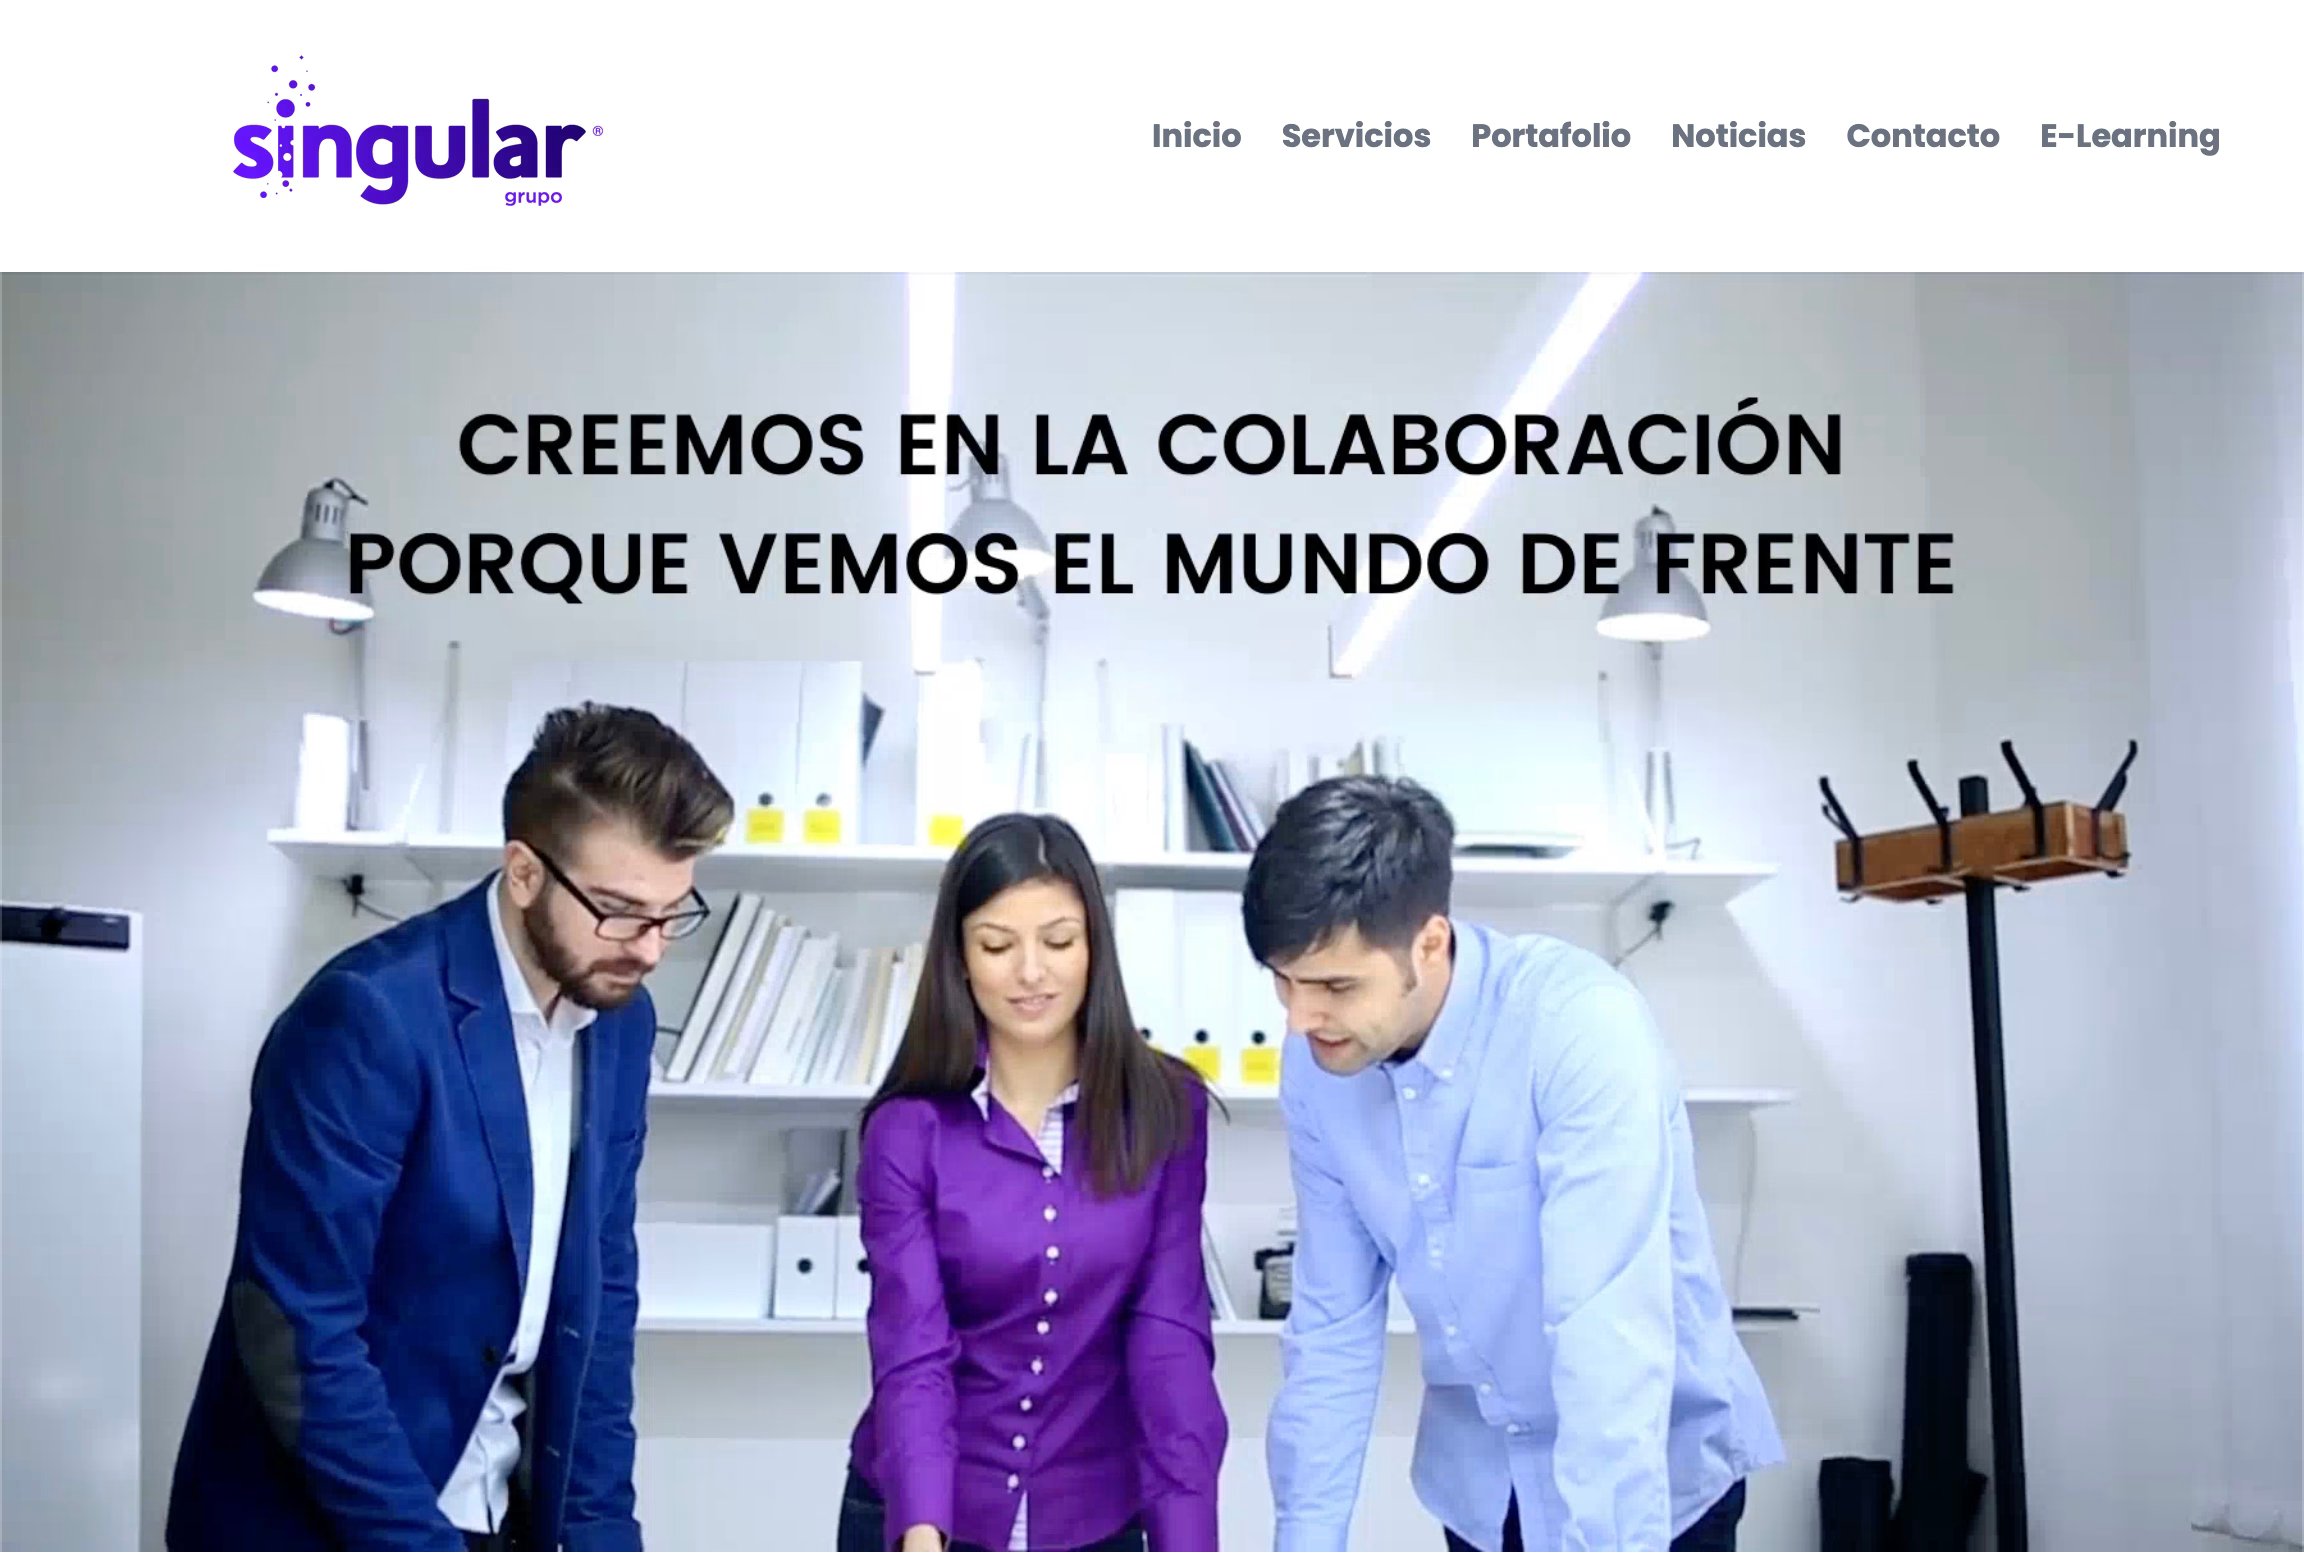 singular®
grupo
Inicio Servicios Portafolio Noticias Contacto E-Learning
CREEMOS EN LA COLABORACIÓN
PORQUE VEMOS EL MUNDO DE FRENTE